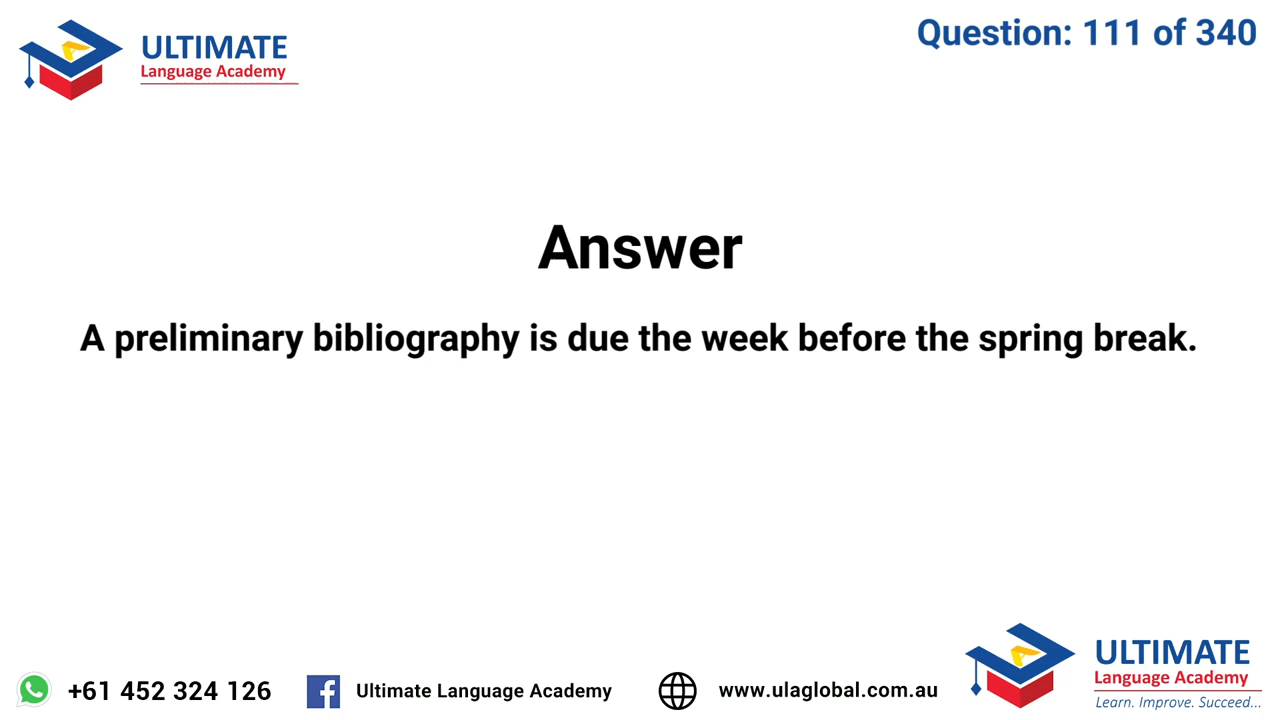 ULTIMATE
Language Academy
Question: 111 of 340
Answer
A preliminary bibliography is due the week before the spring break.
+61 452 324 126
Ultimate Language Academy
www.ulaglobal.com.au
ULTIMATE
Language Academy
Learn. Improve. Succeed...